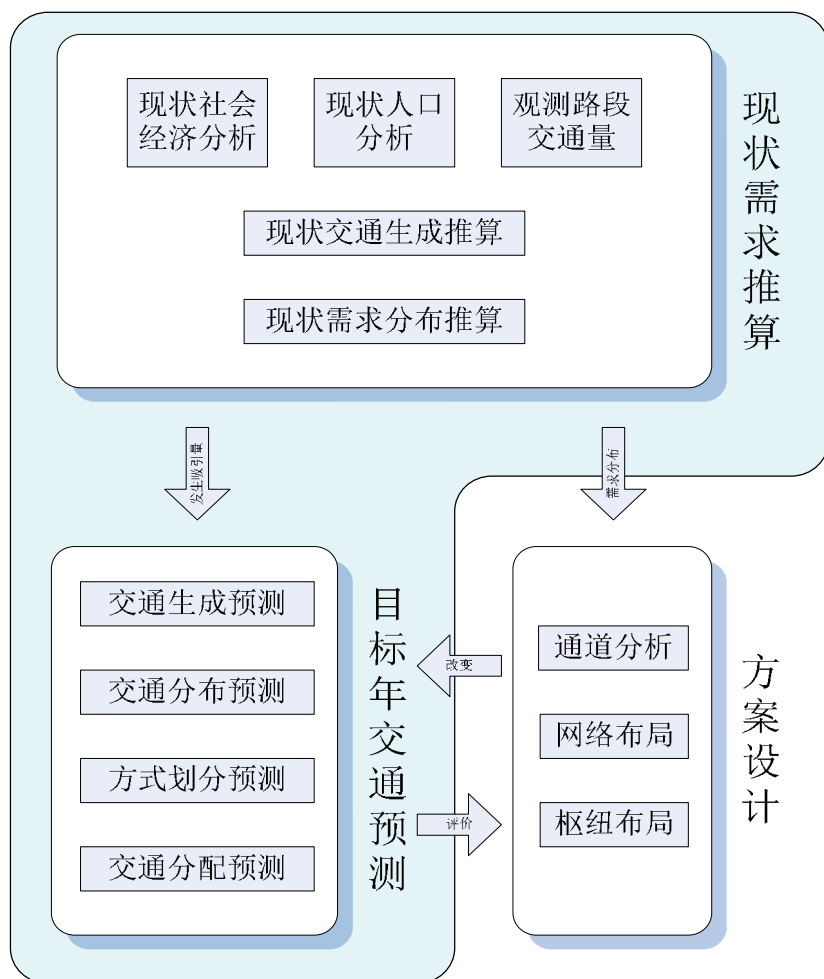 现状社会
经济分析
现状人口
分析
观测路段
交通量
现状交通生成推算
现状需求分布推算
现状需求推算
发生吸引量
需求分布
交通生成预测
交通分布预测
方式划分预测
交通分配预测
目标年交通预测
改变
评价
通道分析
网络布局
枢纽布局
方案设计